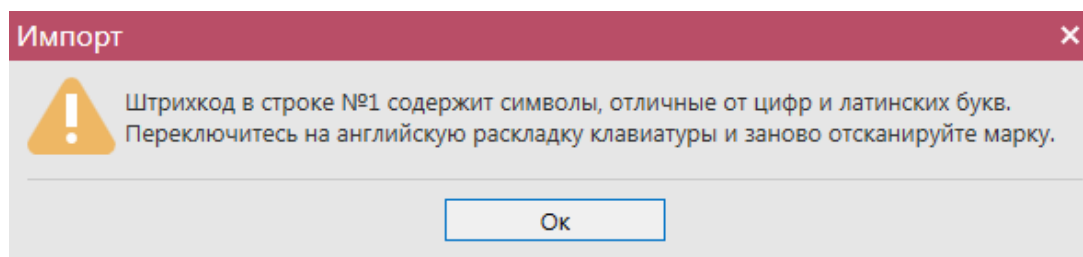 Импорт
Штрихкод в строке №1 содержит символы, отличные от цифр и латинских букв.
Переключитесь на английскую раскладку клавиатуры и заново отсканируйте марку.
Ок